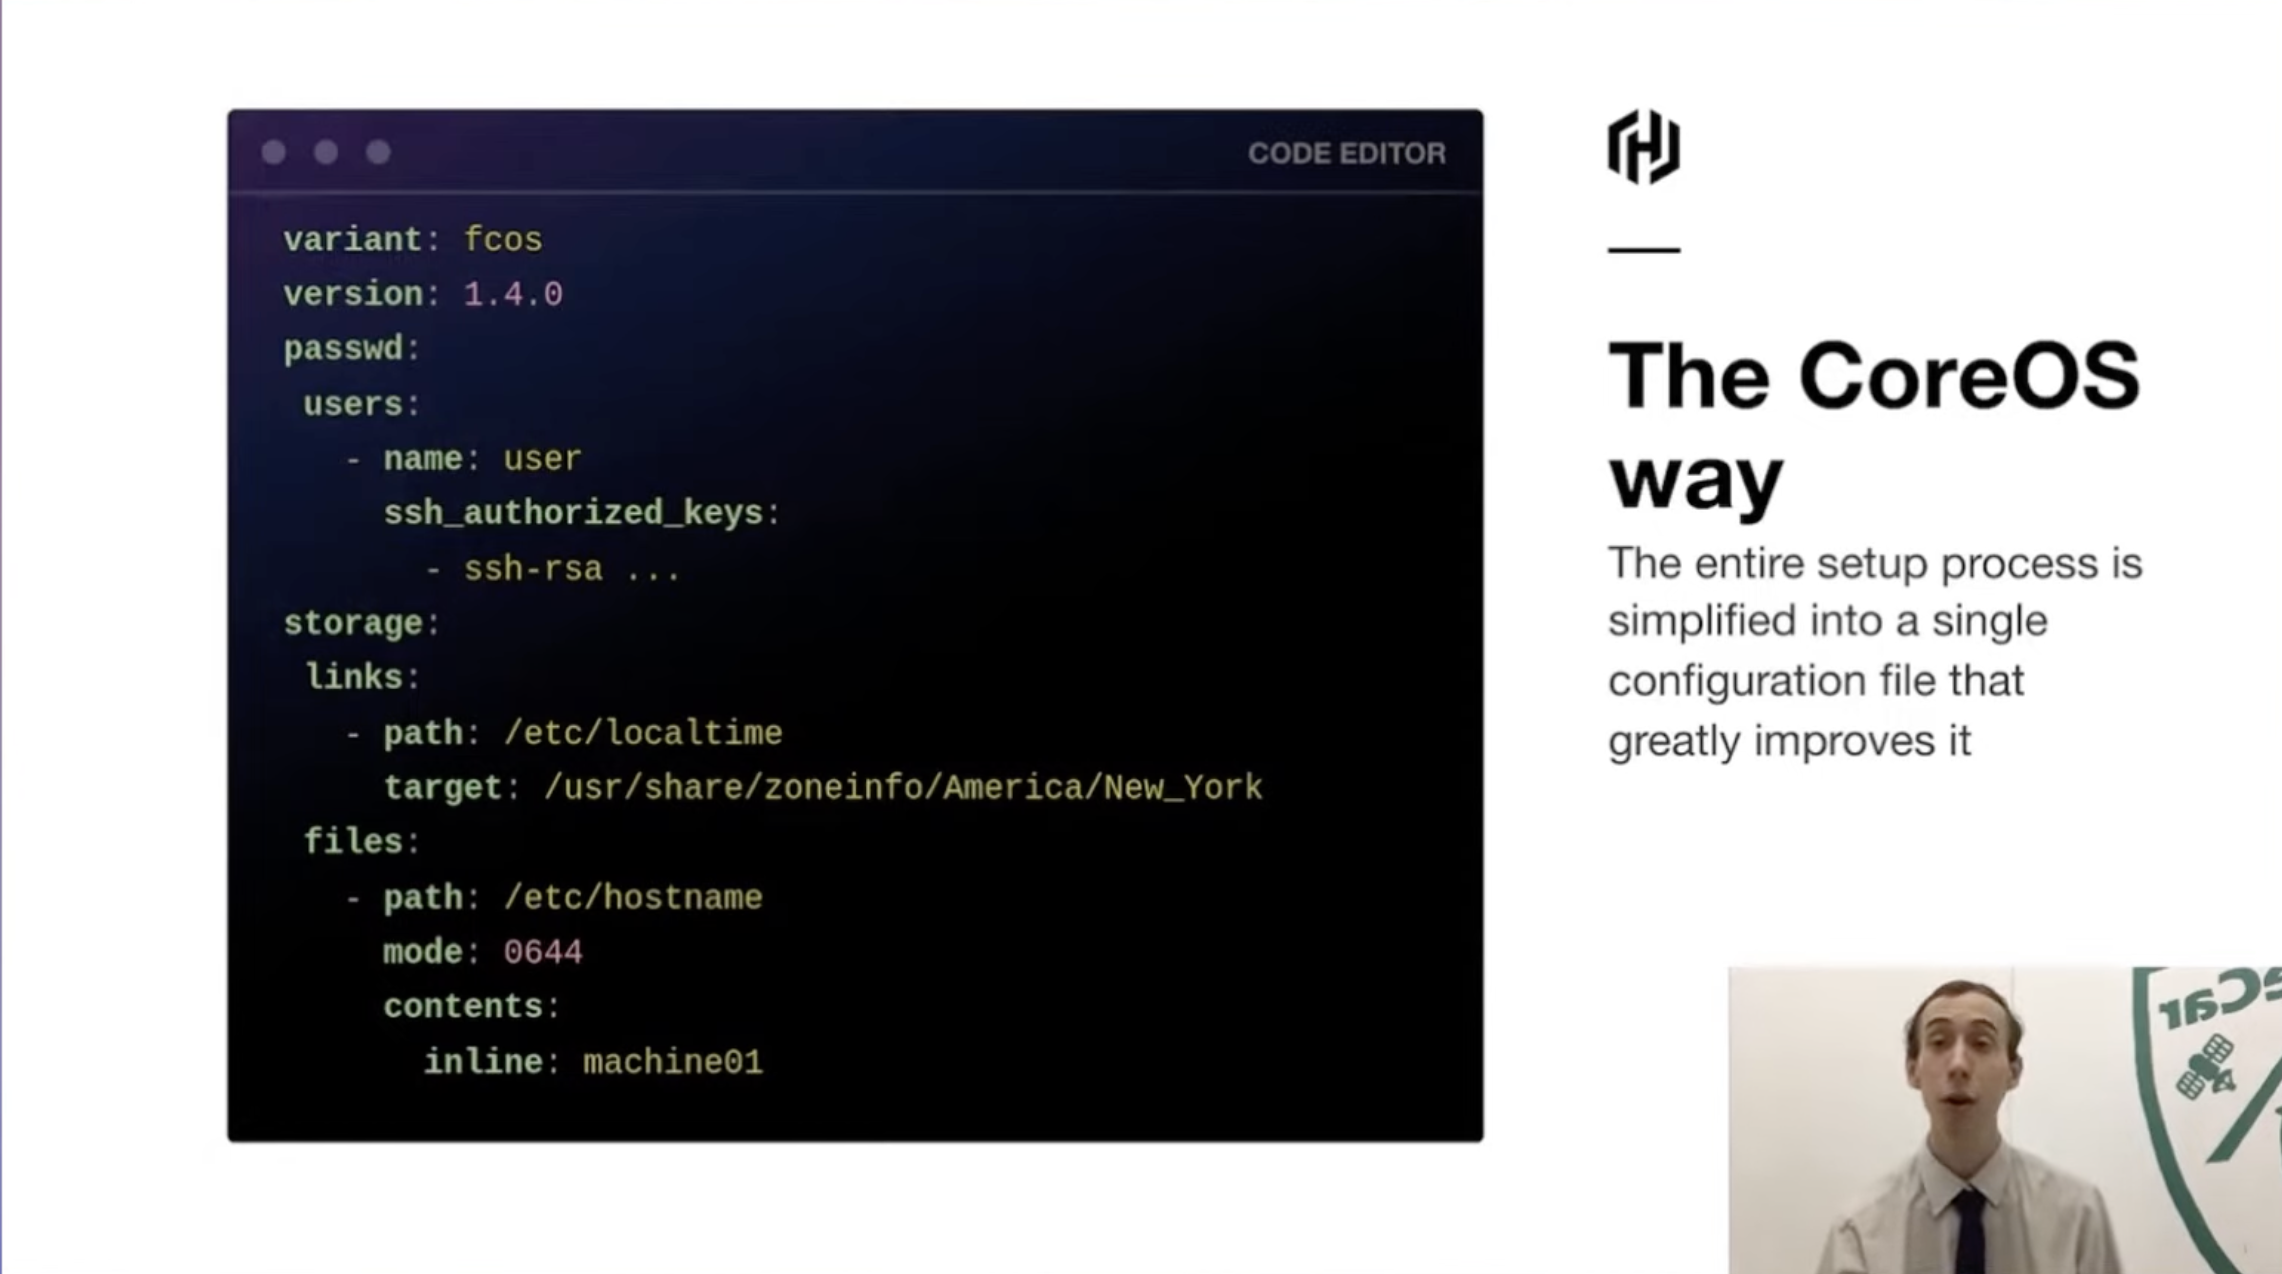 CODE EDITOR
variant: fcos
version: 1.4.0
passwd:
 users:
   - name: user
     ssh_authorized_keys:
       - ssh-rsa ...
storage:
 links:
   - path: /etc/localtime
     target: /usr/share/zoneinfo/America/New_York
 files:
   - path: /etc/hostname
     mode: 0644
     contents:
       inline: machine01
The CoreOS
way
The entire setup process is
simplified into a single
configuration file that
greatly improves it